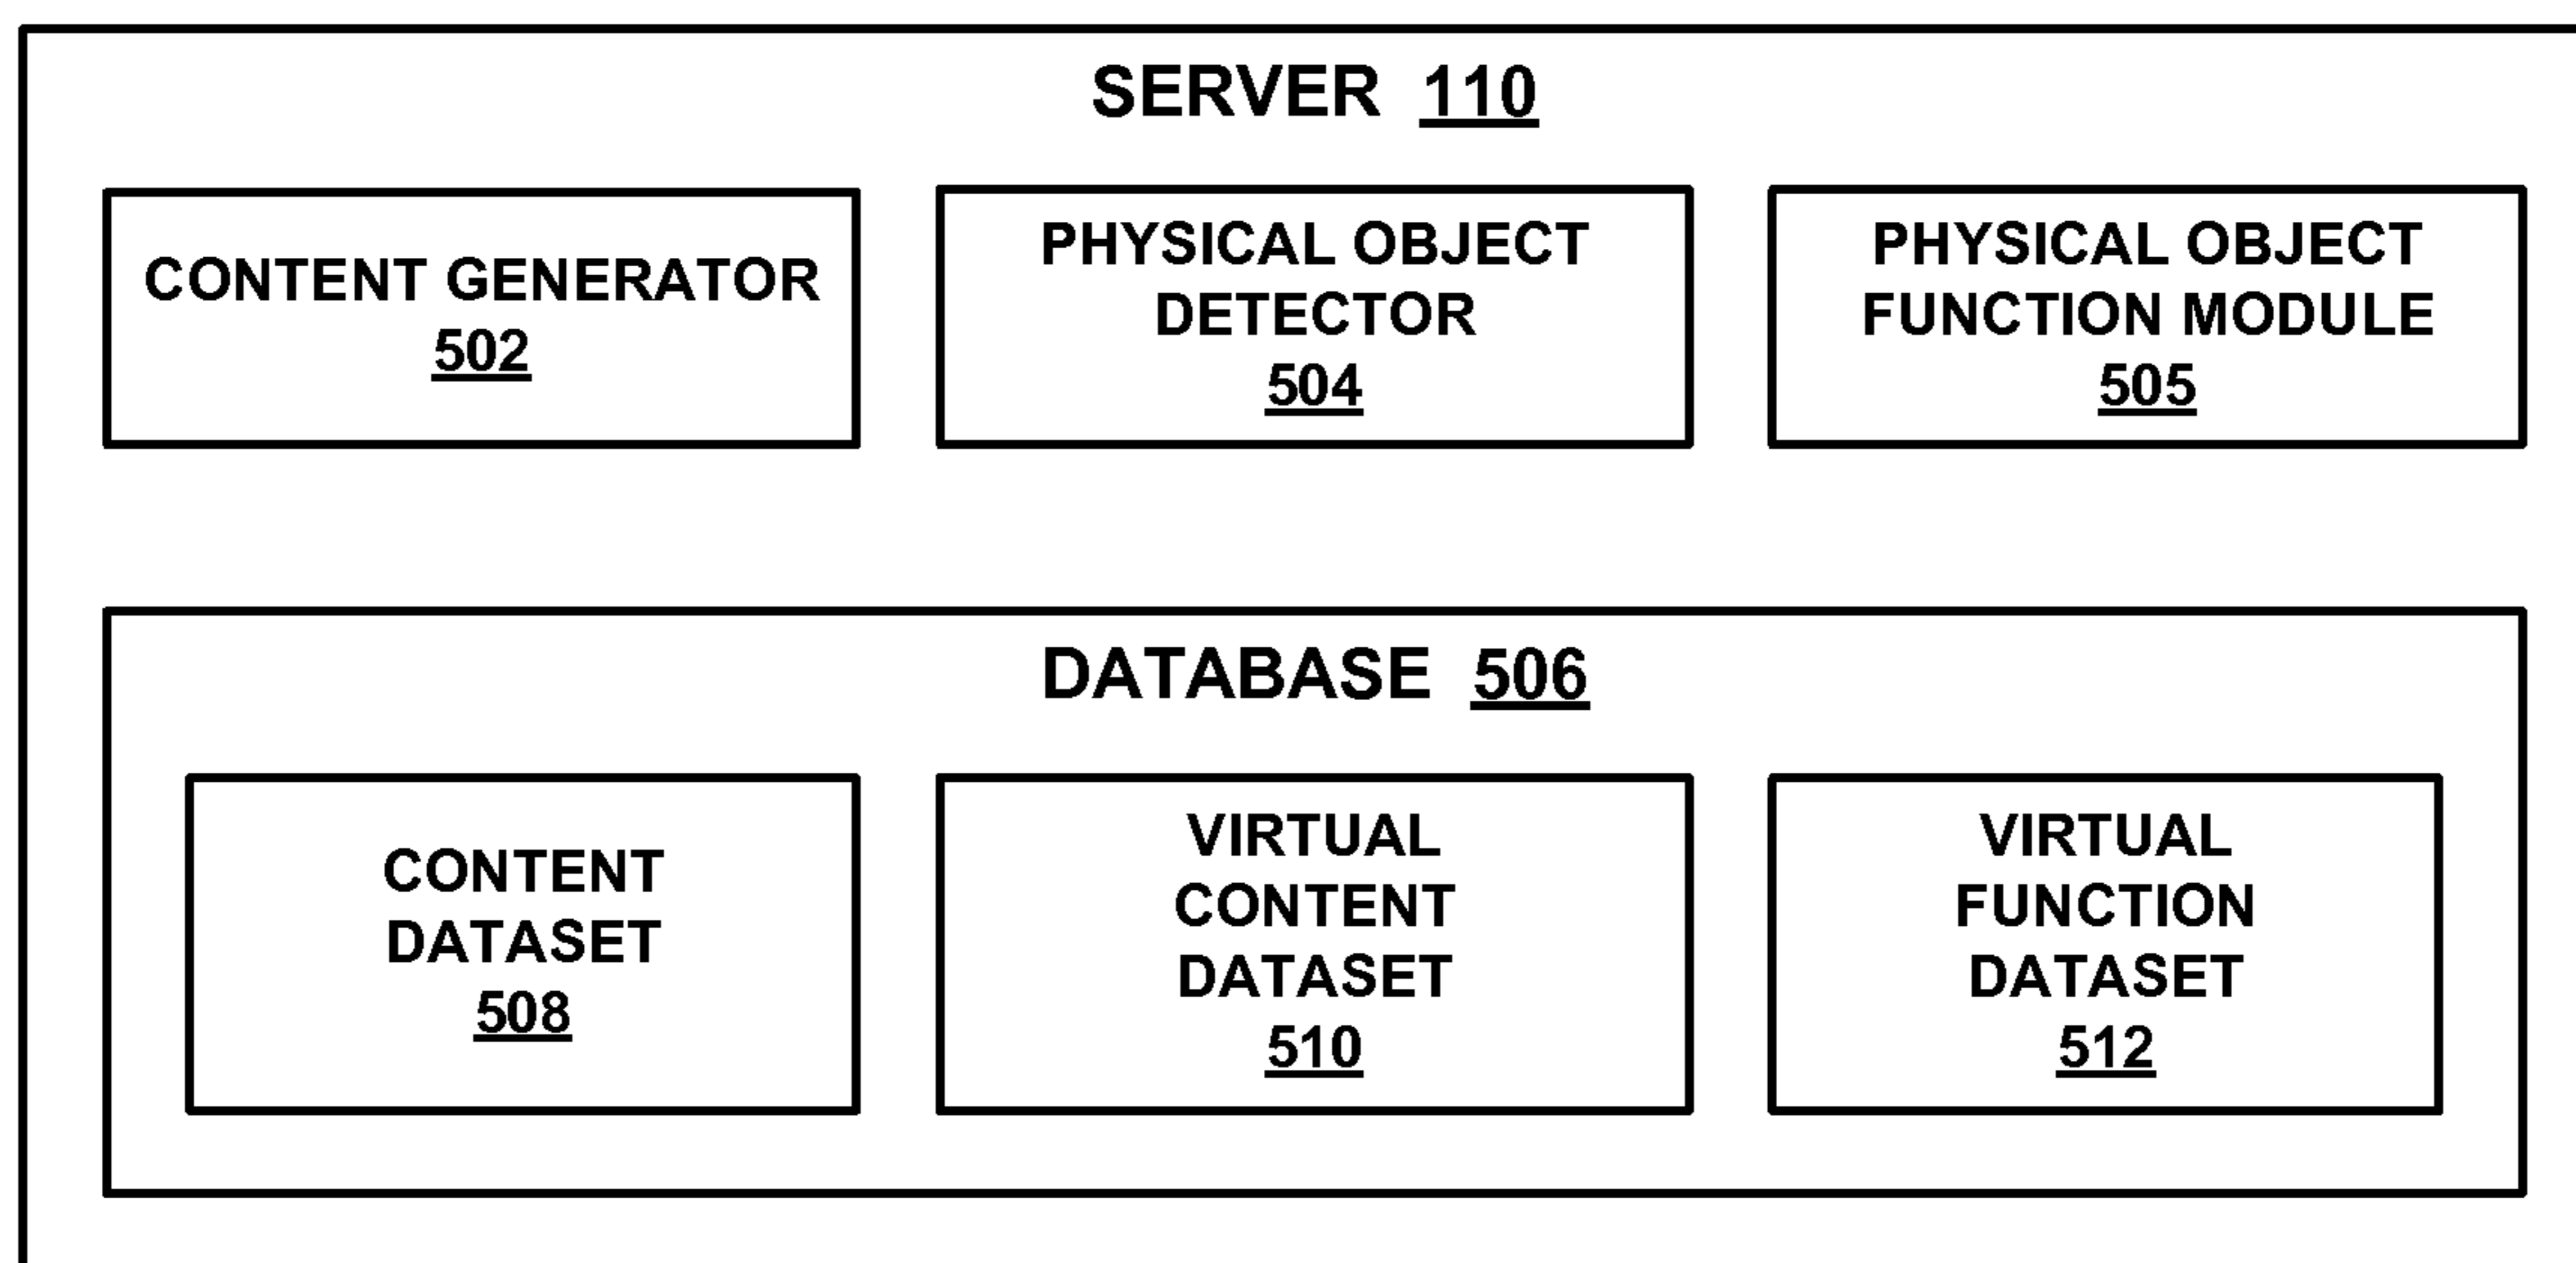 SERVER 110
CONTENT GENERATOR
502
PHYSICAL OBJECT
DETECTOR
504
PHYSICAL OBJECT
FUNCTION MODULE
505
DATABASE 506
CONTENT
DATASET
508
VIRTUAL
CONTENT
DATASET
510
VIRTUAL
FUNCTION
DATASET
512